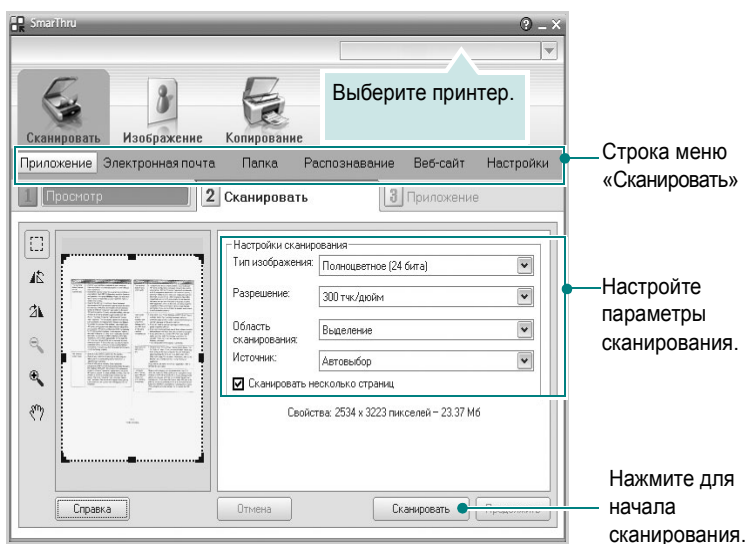 SmarThru
Выберите принтер.
Сканировать Изображение Копирование
Приложение Электронная почта Папка Распознавание Веб-сайт Настройки
Строка меню
«Сканировать»
1 Просмотр 2 Сканировать 3 Приложение
Настройки сканирования
Тип изображения: Полноцветное (24 бита)
Разрешение: 300 тчк/дюйм
Область
сканирования: Выделение
Источник: Автовыбор
Сканировать несколько страниц
Свойства: 2534 x 3223 пикселей – 23.37 Мб
Настройте
параметры
сканирования.
Справка Отмена Сканировать Продолжить
Нажмите для
начала
сканирования.